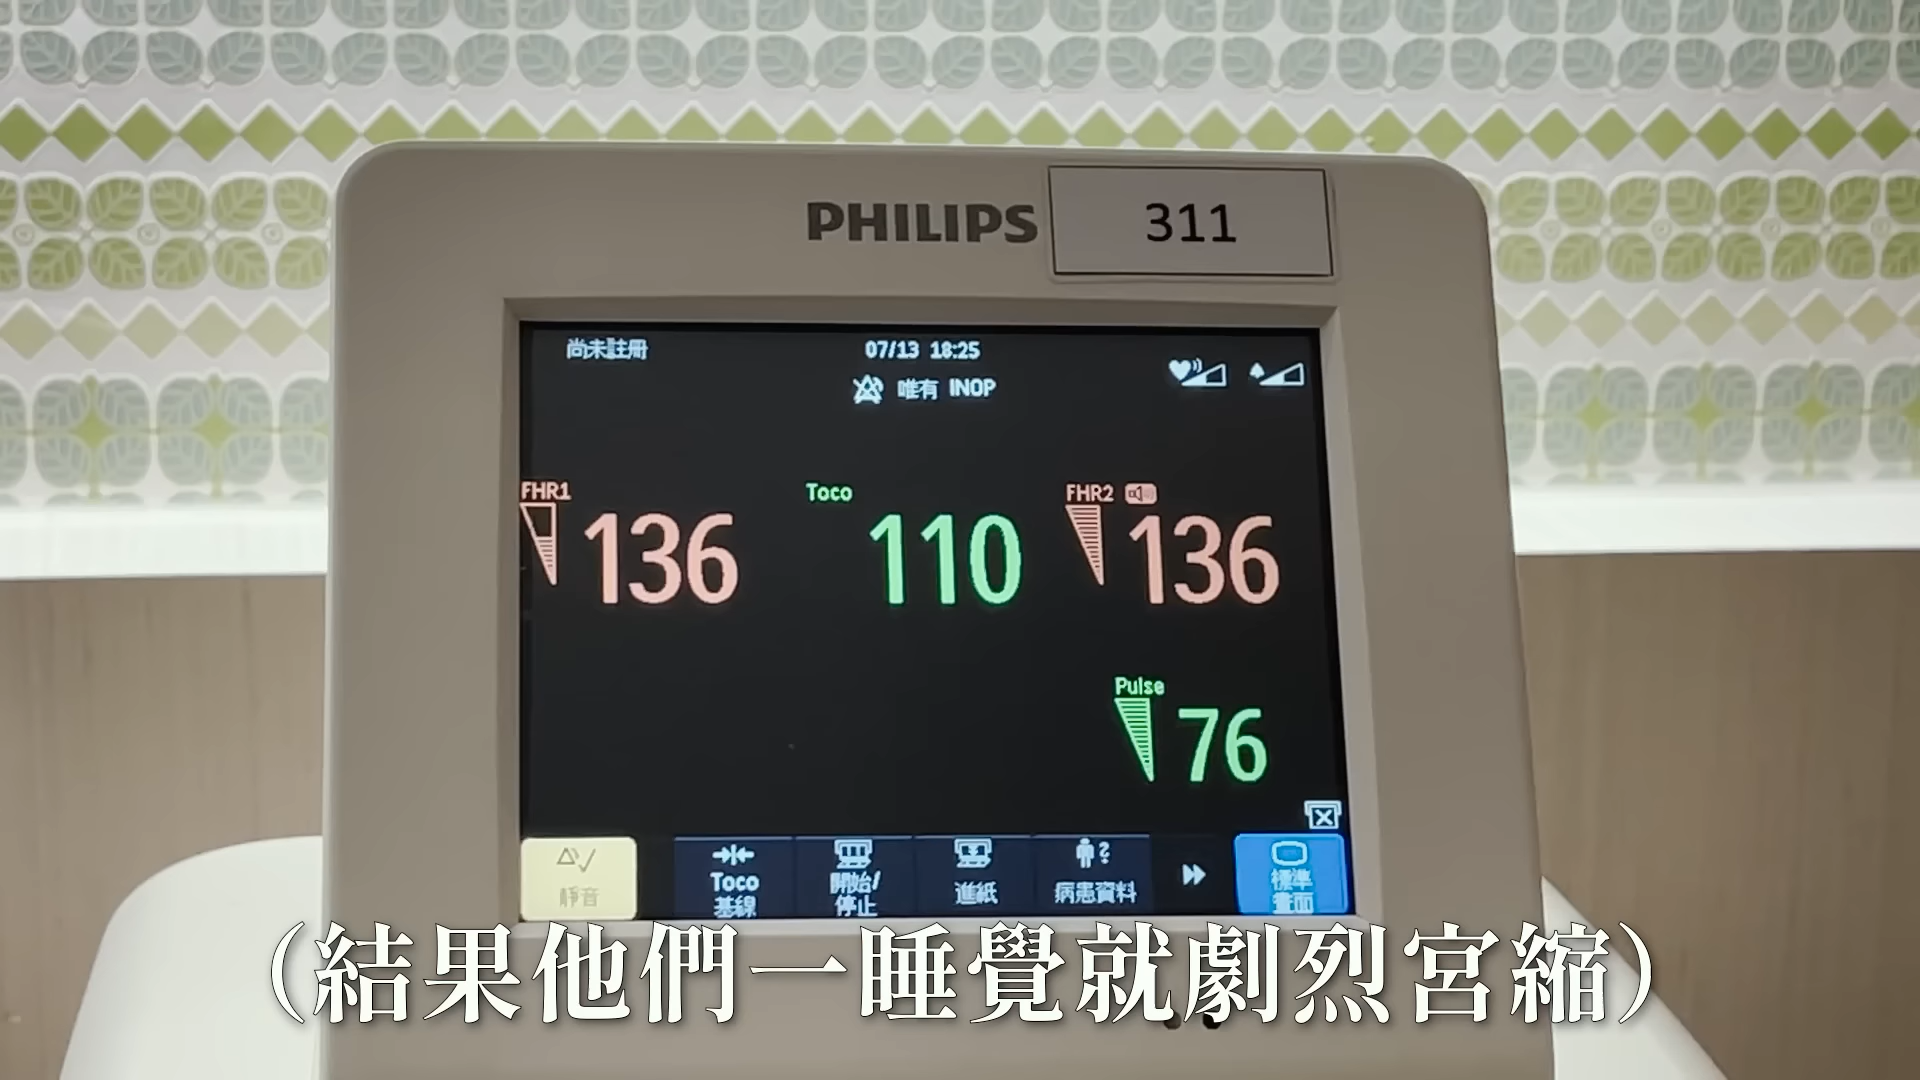 PHILIPS
311
尚未註冊
07/13 18:25
唯有 INOP
FHR1
136
Toco
110
FHR2
136
Pulse
76
靜音
Toco
基線
開始/
停止
進紙
病患資料
標準
畫面
(結果他們一睡覺就劇烈宮縮)